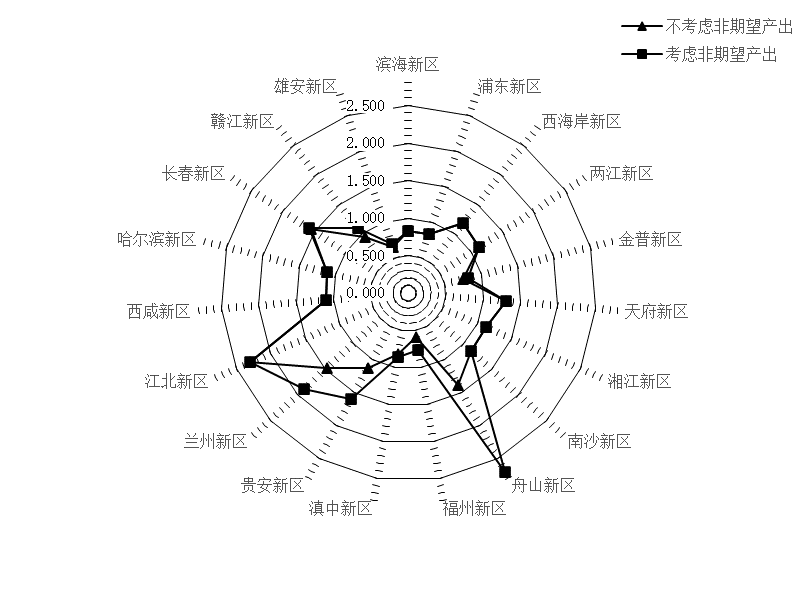 不考虑非期望产出
考虑非期望产出
滨海新区
浦东新区
西海岸新区
两江新区
金普新区
天府新区
湘江新区
南沙新区
舟山新区
福州新区
滇中新区
贵安新区
兰州新区
江北新区
西咸新区
哈尔滨新区
长春新区
赣江新区
雄安新区
2.500
2.000
1.500
1.000
0.500
0.000